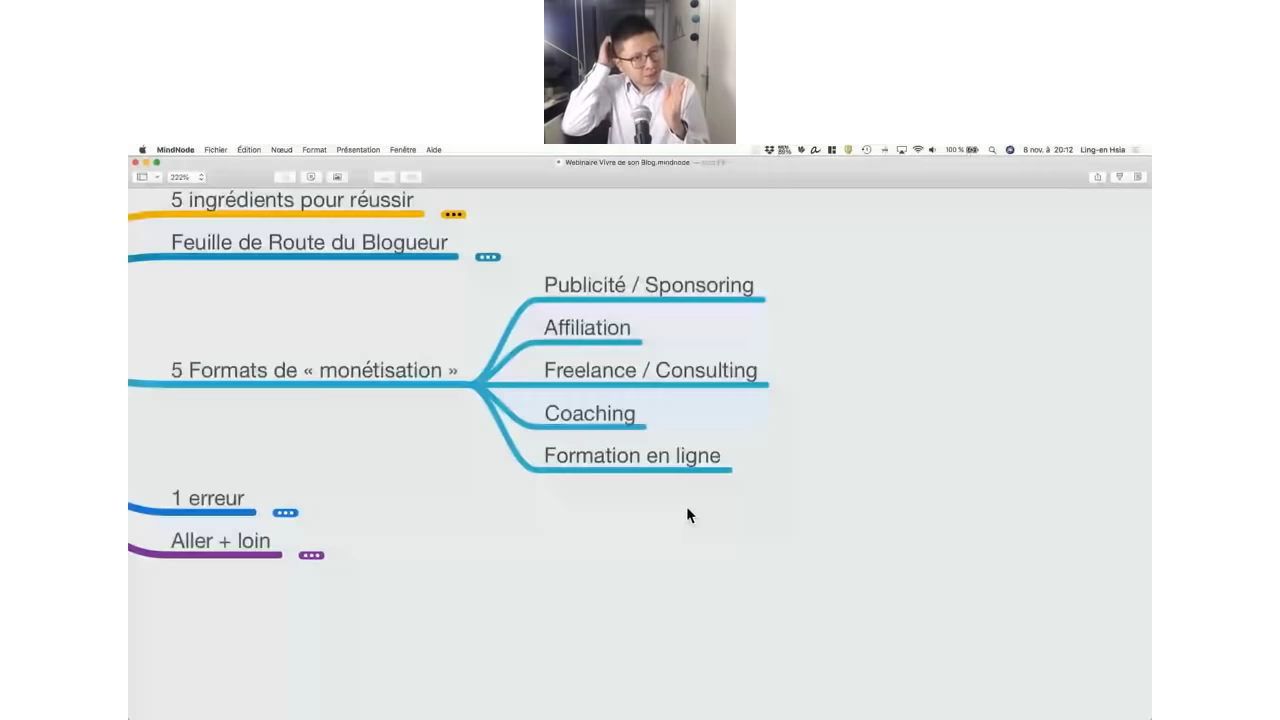 MindNode Fichier Édition Nœud Format Présentation Fenêtre Aide 100 % 8 nov. à 20:12 Ling-en Hsia
Webinaire Vivre de son Blog.mindnode
222%
5 ingrédients pour réussir
Feuille de Route du Blogueur
Publicité / Sponsoring
Affiliation
5 Formats de « monétisation »
Freelance / Consulting
Coaching
Formation en ligne
1 erreur
Aller + loin